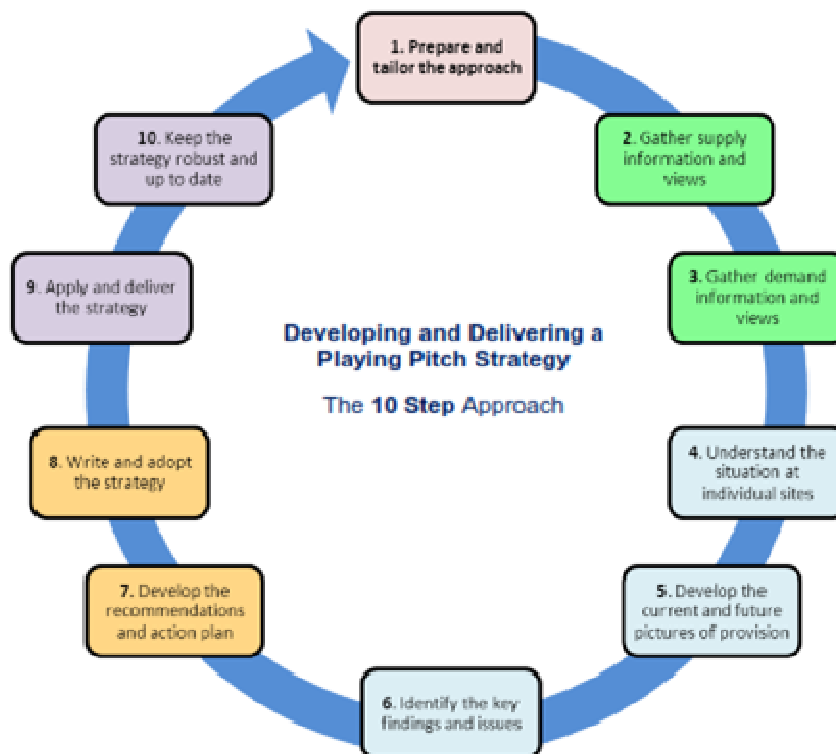 1. Prepare and
tailor the approach
2. Gather supply
information and
views
3. Gather demand
information and
views
4. Understand the
situation at
individual sites
5. Develop the
current and future
pictures of provision
6. Identify the key
findings and issues
7. Develop the
recommendations
and action plan
8. Write and adopt
the strategy
9. Apply and deliver
the strategy
10. Keep the
strategy robust and
up to date
Developing and Delivering a
Playing Pitch Strategy
The 10 Step Approach